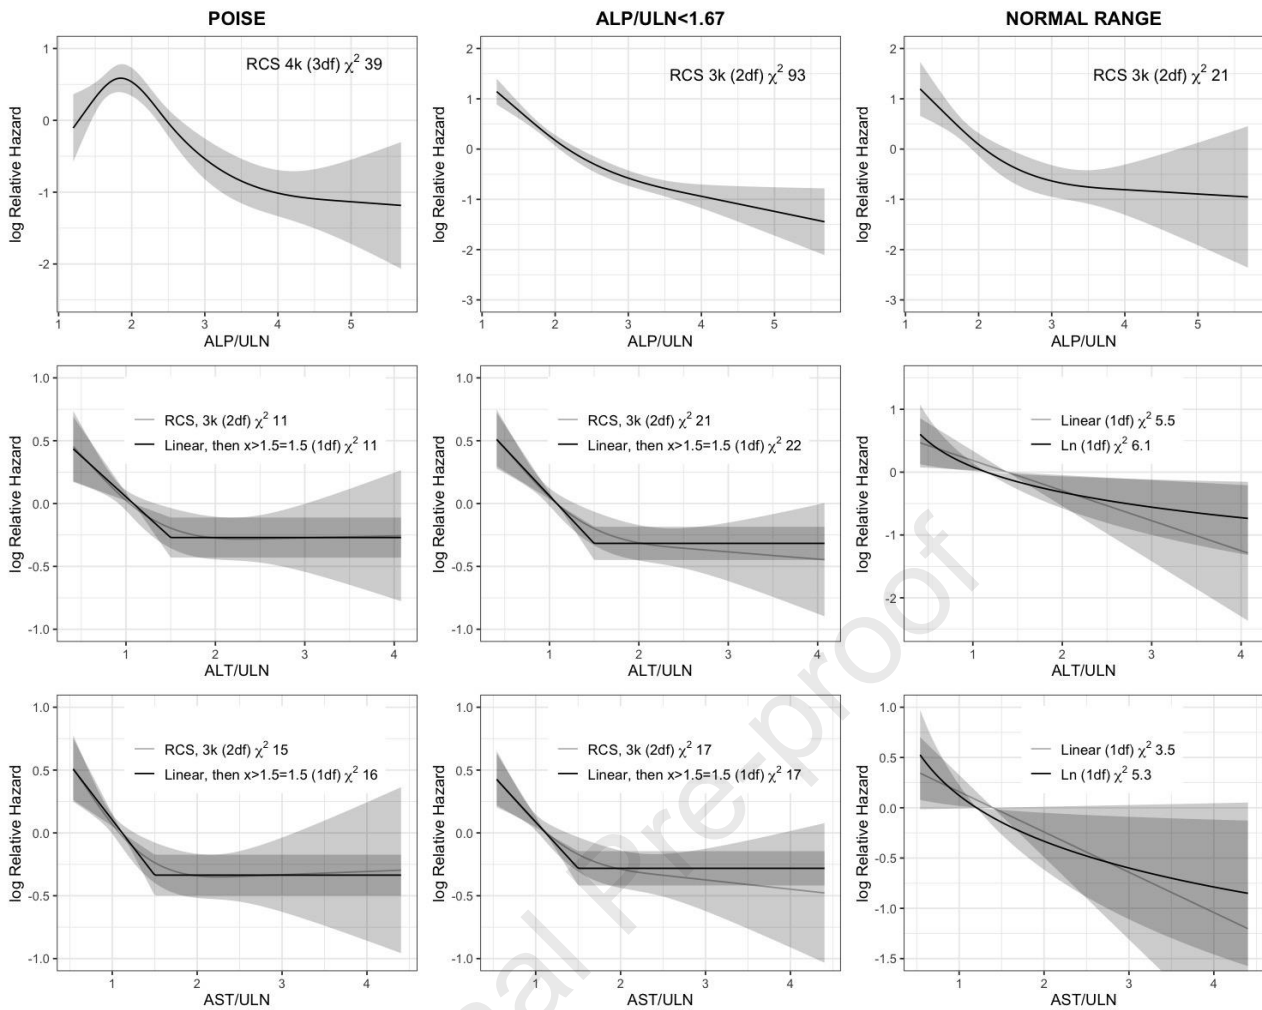 POISE
ALP/ULN<1.67
NORMAL RANGE
log Relative Hazard
1
0
-1
-2
RCS 4k (3df) χ² 39
1 2 3 4 5
ALP/ULN
log Relative Hazard
2
1
0
-1
-2
-3
RCS 3k (2df) χ² 93
1 2 3 4 5
ALP/ULN
log Relative Hazard
2
1
0
-1
-2
-3
RCS 3k (2df) χ² 21
1 2 3 4 5
ALP/ULN
log Relative Hazard
1.0
0.5
0.0
-0.5
-1.0
RCS, 3k (2df) χ² 11
Linear, then x>1.5=1.5 (1df) χ² 11
1 2 3 4
ALT/ULN
log Relative Hazard
1.0
0.5
0.0
-0.5
-1.0
RCS, 3k (2df) χ² 21
Linear, then x>1.5=1.5 (1df) χ² 22
1 2 3 4
ALT/ULN
log Relative Hazard
1
0
-1
-2
Linear (1df) χ² 5.5
Ln (1df) χ² 6.1
1 2 3 4
ALT/ULN
log Relative Hazard
1.0
0.5
0.0
-0.5
-1.0
RCS, 3k (2df) χ² 15
Linear, then x>1.5=1.5 (1df) χ² 16
1 2 3 4
AST/ULN
log Relative Hazard
1.0
0.5
0.0
-0.5
-1.0
RCS, 3k (2df) χ² 17
Linear, then x>1.5=1.5 (1df) χ² 17
1 2 3 4
AST/ULN
log Relative Hazard
1.0
0.5
0.0
-0.5
-1.0
-1.5
Linear (1df) χ² 3.5
Ln (1df) χ² 5.3
1 2 3 4
AST/ULN
Pre-proof